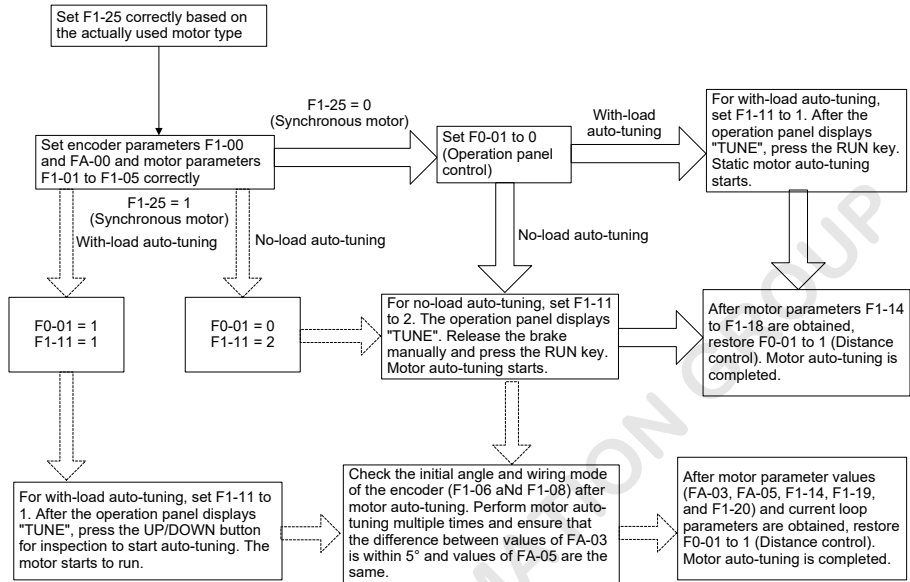 Set F1-25 correctly based on
the actually used motor type
F1-25 = 0
(Synchronous motor)
With-load
auto-tuning
For with-load auto-tuning,
set F1-11 to 1. After the
operation panel displays
"TUNE", press the RUN key.
Static motor auto-tuning
starts.
Set encoder parameters F1-00
and FA-00 and motor parameters
F1-01 to F1-05 correctly
Set F0-01 to 0
(Operation panel
control)
F1-25 = 1
(Synchronous motor)
With-load auto-tuning
No-load auto-tuning
No-load auto-tuning
F0-01 = 1
F1-11 = 1
F0-01 = 0
F1-11 = 2
For no-load auto-tuning, set F1-11
to 2. The operation panel displays
"TUNE". Release the brake
manually and press the RUN key.
Motor auto-tuning starts.
After motor parameters F1-14
to F1-18 are obtained,
restore F0-01 to 1 (Distance
control). Motor auto-tuning is
completed.
For with-load auto-tuning, set F1-11 to
1. After the operation panel displays
"TUNE", press the UP/DOWN button
for inspection to start auto-tuning. The
motor starts to run.
Check the initial angle and wiring mode
of the encoder (F1-06 aNd F1-08) after
motor auto-tuning. Perform motor auto-
tuning multiple times and ensure that
the difference between values of FA-03
is within 5° and values of FA-05 are the
same.
After motor parameter values
(FA-03, FA-05, F1-14, F1-19,
and F1-20) and current loop
parameters are obtained, restore
F0-01 to 1 (Distance control).
Motor auto-tuning is completed.
MATION GROUP